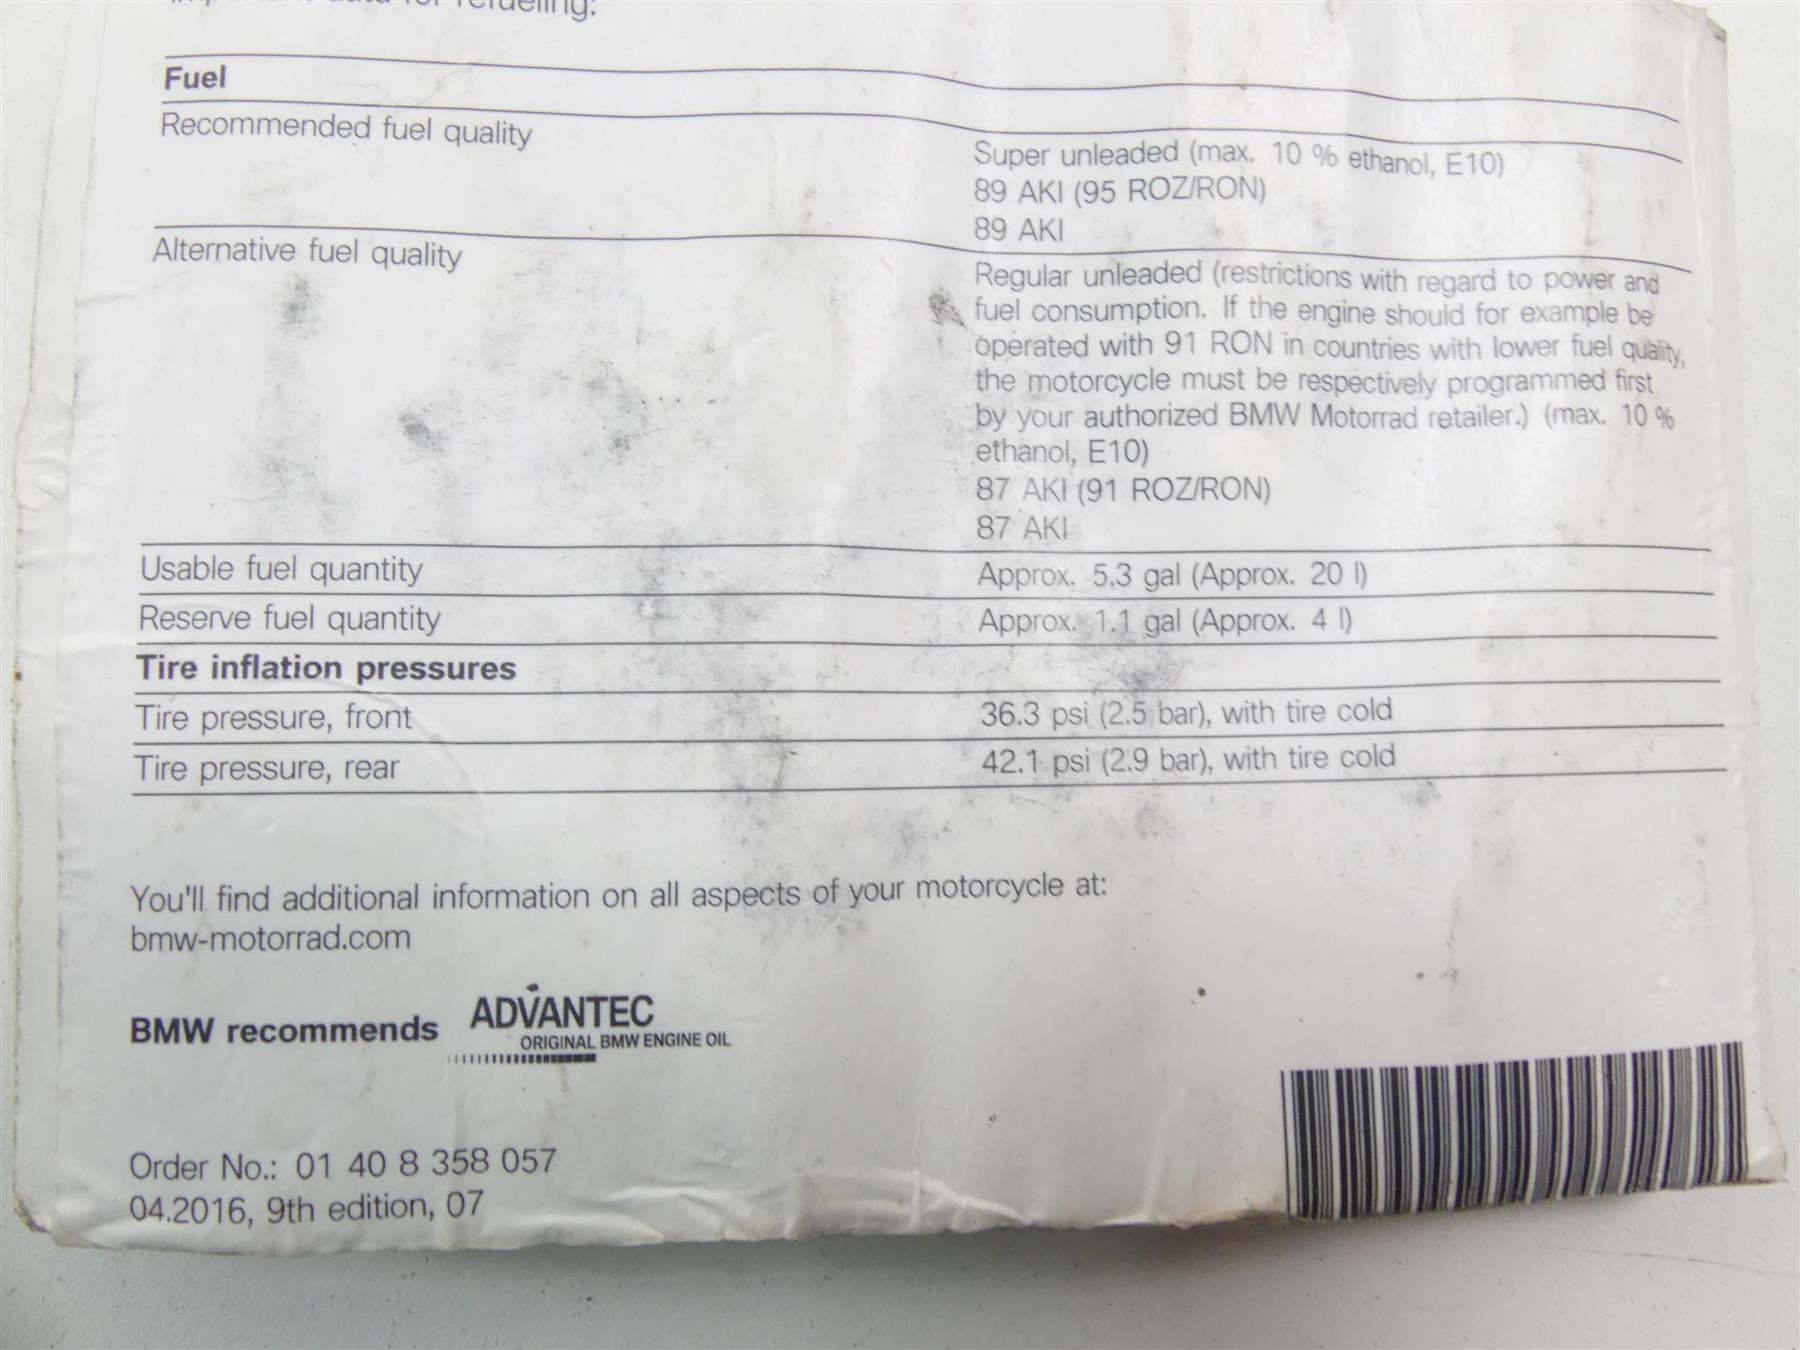 Important data for refueling:
Fuel
Recommended fuel quality
Super unleaded (max. 10 % ethanol, E10)
89 AKI (95 ROZ/RON)
89 AKI
Alternative fuel quality
Regular unleaded (restrictions with regard to power and
fuel consumption. If the engine should for example be
operated with 91 RON in countries with lower fuel quality,
the motorcycle must be respectively programmed first
by your authorized BMW Motorrad retailer.) (max. 10 %
ethanol, E10)
87 AKI (91 ROZ/RON)
87 AKI
Usable fuel quantity Approx. 5.3 gal (Approx. 20 l)
Reserve fuel quantity Approx. 1.1 gal (Approx. 4 l)
Tire inflation pressures
Tire pressure, front 36.3 psi (2.5 bar), with tire cold
Tire pressure, rear 42.1 psi (2.9 bar), with tire cold
You'll find additional information on all aspects of your motorcycle at:
bmw-motorrad.com
BMW recommends ADVANTEC
ORIGINAL BMW ENGINE OIL
Order No.: 01 40 8 358 057
04.2016, 9th edition, 07